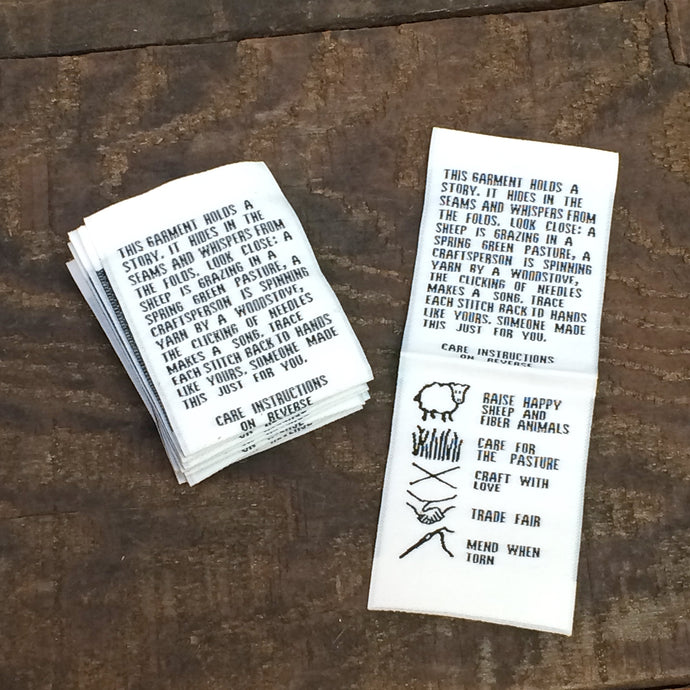 THIS GARMENT HOLDS A
STORY. IT HIDES IN THE
SEAMS AND WHISPERS FROM
THE FOLDS. LOOK CLOSE: A
SHEEP IS GRAZING IN A
SPRING GREEN PASTURE, A
CRAFTSPERSON IS SPINNING
YARN BY A WOODSTOVE,
THE CLICKING OF NEEDLES
MAKES A SONG. TRACE
EACH STITCH BACK TO HANDS
LIKE YOURS. SOMEONE MADE
THIS JUST FOR YOU.
CARE INSTRUCTIONS
ON REVERSE
ON REVERSE
THIS GARMENT HOLDS A
STORY. IT HIDES IN THE
SEAMS AND WHISPERS FROM
THE FOLDS. LOOK CLOSE: A
SHEEP IS GRAZING IN A
SPRING GREEN PASTURE, A
CRAFTSPERSON IS SPINNING
YARN BY A WOODSTOVE,
THE CLICKING OF NEEDLES
MAKES A SONG. TRACE
EACH STITCH BACK TO HANDS
LIKE YOURS. SOMEONE MADE
THIS JUST FOR YOU.
CARE INSTRUCTIONS
ON REVERSE
RAISE HAPPY
SHEEP AND
FIBER ANIMALS
CARE FOR
THE PASTURE
CRAFT WITH
LOVE
TRADE FAIR
MEND WHEN
TORN